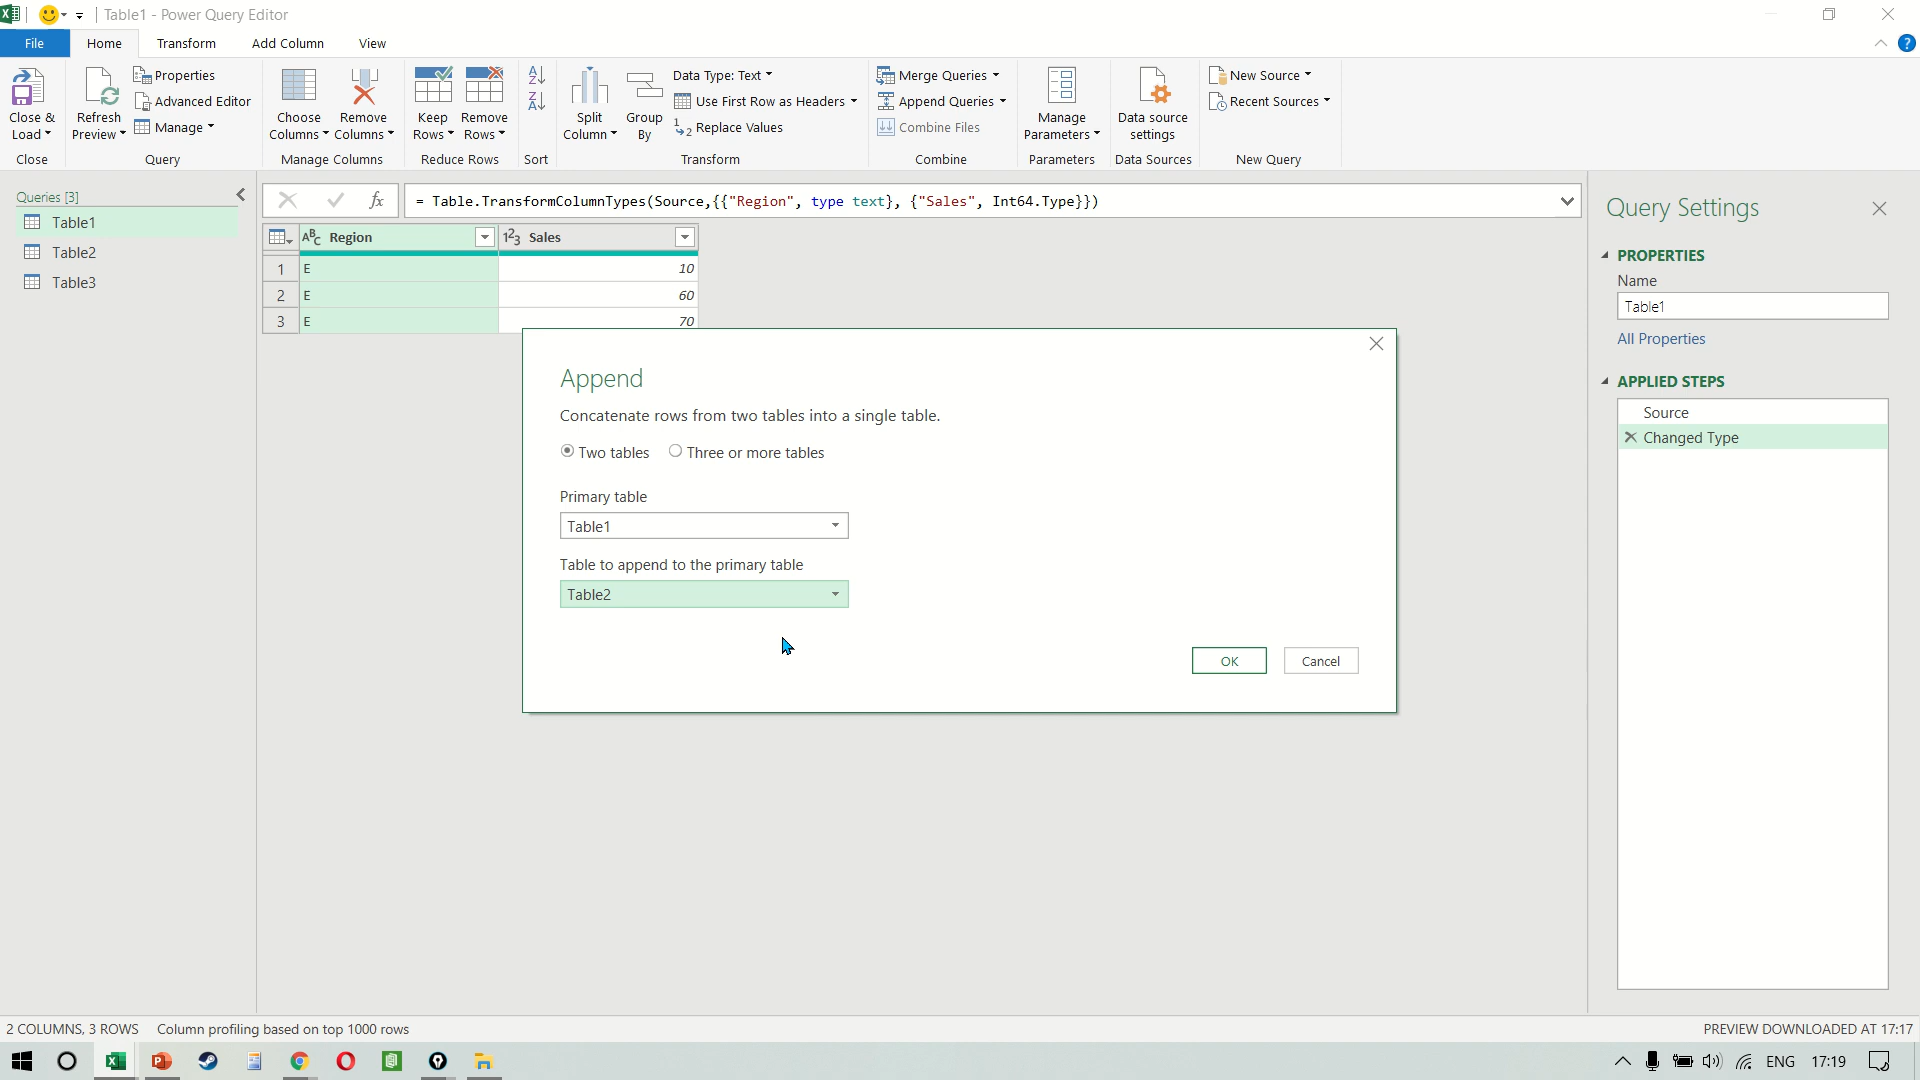 Table1 - Power Query Editor
File Home Transform Add Column View
Close & Load
Close
Refresh Preview
Properties
Advanced Editor
Manage
Query
Choose Columns
Remove Columns
Manage Columns
Keep Rows
Remove Rows
Reduce Rows
Sort
Split Column
Group By
Data Type: Text
Use First Row as Headers
Replace Values
Transform
Merge Queries
Append Queries
Combine Files
Combine
Manage Parameters
Parameters
Data source settings
Data Sources
New Source
Recent Sources
New Query
Queries [3]
Table1
Table2
Table3
fx = Table.TransformColumnTypes(Source,{{"Region", type text}, {"Sales", Int64.Type}})
ABC Region 123 Sales
1 E 10
2 E 60
3 E 70
Append
Concatenate rows from two tables into a single table.
Two tables Three or more tables
Primary table
Table1
Table to append to the primary table
Table2
OK Cancel
Query Settings
PROPERTIES
Name
Table1
All Properties
APPLIED STEPS
Source
Changed Type
2 COLUMNS, 3 ROWS Column profiling based on top 1000 rows
PREVIEW DOWNLOADED AT 17:17
ENG 17:19